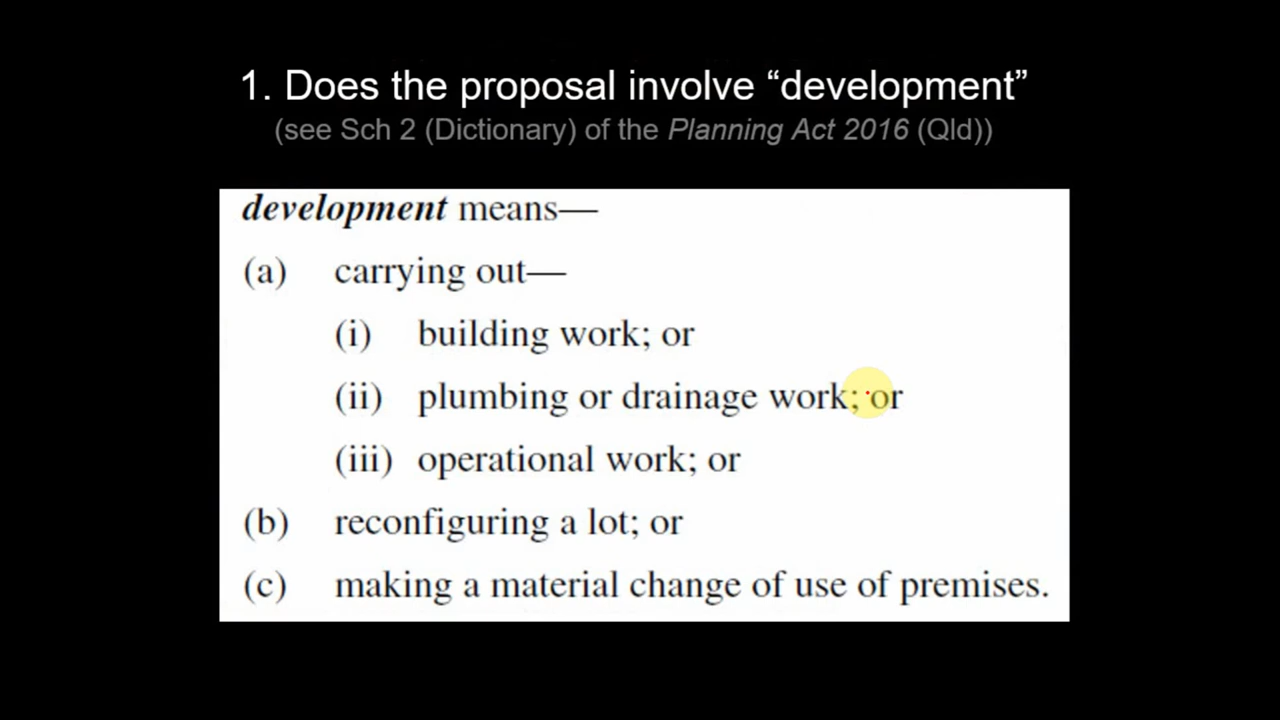 1. Does the proposal involve “development”
(see Sch 2 (Dictionary) of the Planning Act 2016 (Qld))
development means—
(a) carrying out—
(i) building work; or
(ii) plumbing or drainage work; or
(iii) operational work; or
(b) reconfiguring a lot; or
(c) making a material change of use of premises.